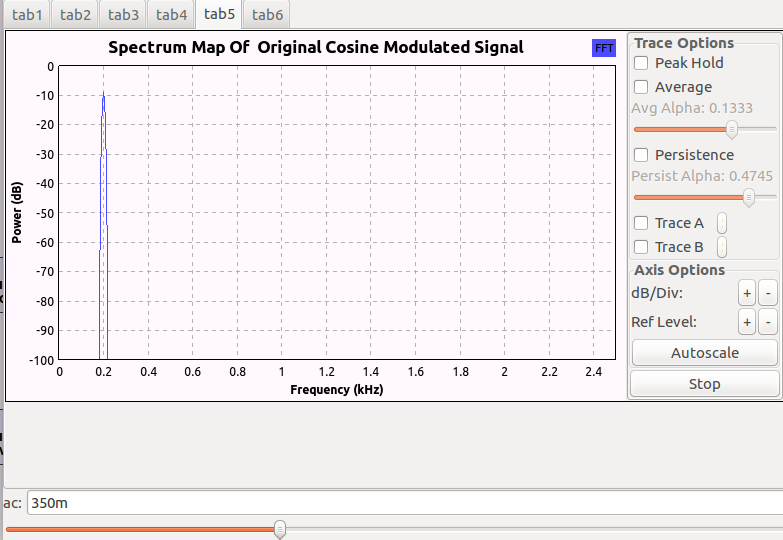 tab1 tab2 tab3 tab4 tab5 tab6
Spectrum Map Of Original Cosine Modulated Signal
FFT
0
-10
-20
-30
-40
-50
-60
-70
-80
-90
-100
Power (dB)
0 0.2 0.4 0.6 0.8 1 1.2 1.4 1.6 1.8 2 2.2 2.4
Frequency (kHz)
Trace Options
Peak Hold
Average
Avg Alpha: 0.1333
Persistence
Persist Alpha: 0.4745
Trace A
Trace B
Axis Options
dB/Div: + -
Ref Level: + -
Autoscale
Stop
ac: 350m